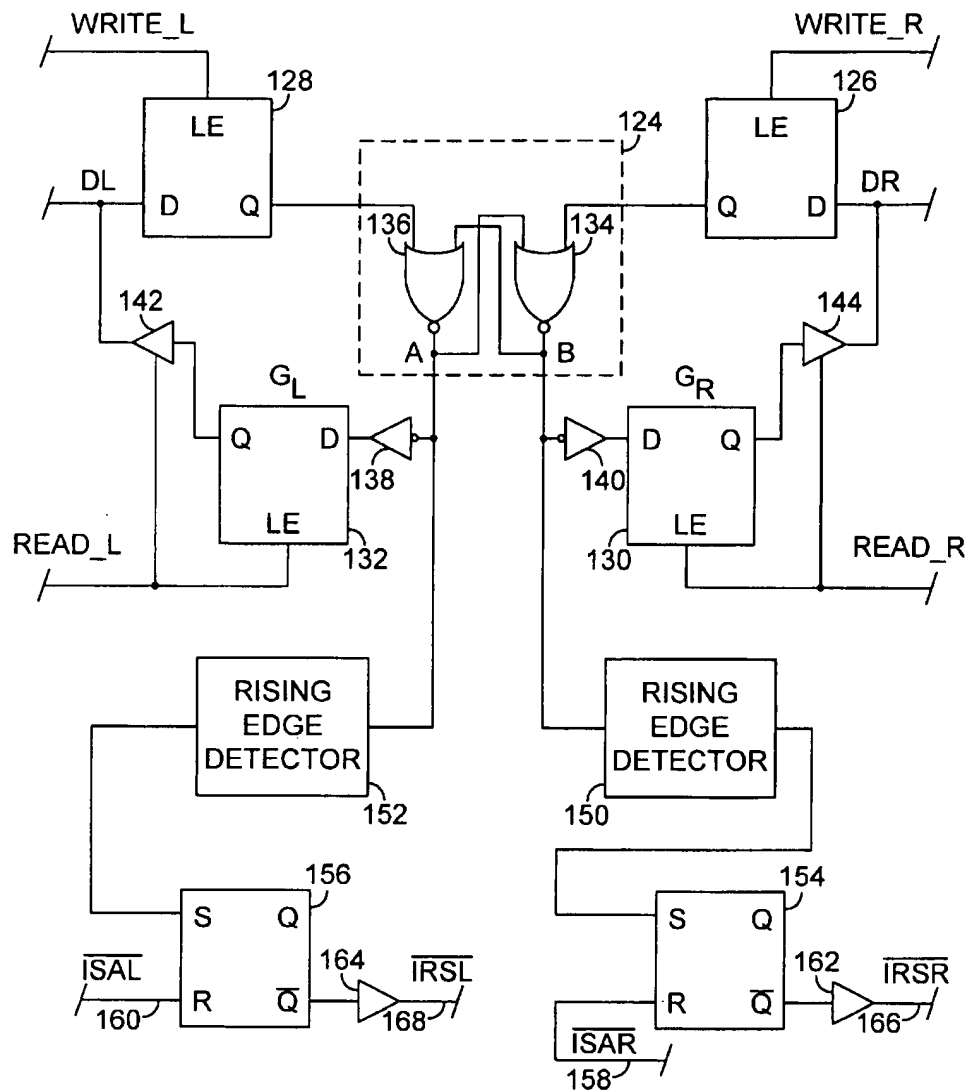 WRITE_L
WRITE_R
128
126
LE
LE
124
DL
D Q
136
134
Q D
DR
142
144
A
B
GL
GR
Q D
138
140
D Q
LE
132
LE
130
READ_L
READ_R
RISING
EDGE
DETECTOR
152
RISING
EDGE
DETECTOR
150
156
154
S Q
S Q
ISAL
164
IRSL
162
IRSR
160
R Q
168
R Q
166
ISAR
158